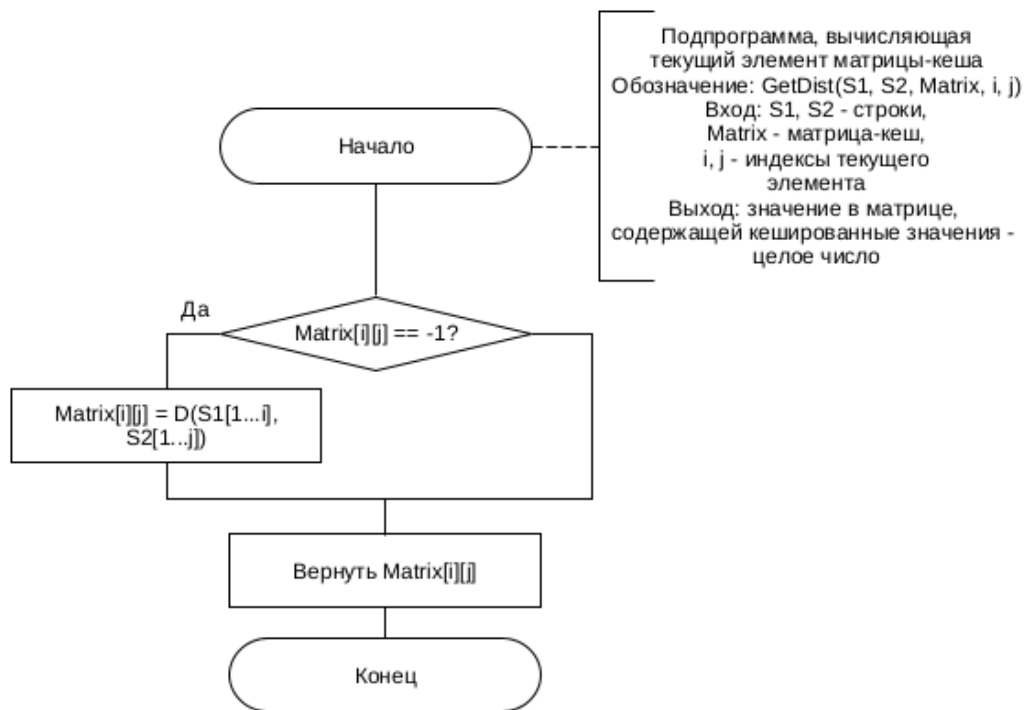 Подпрограмма, вычисляющая
текущий элемент матрицы-кеша
Обозначение: GetDist(S1, S2, Matrix, i, j)
Вход: S1, S2 - строки,
Matrix - матрица-кеш,
i, j - индексы текущего
элемента
Выход: значение в матрице,
содержащей кешированные значения -
целое число
Начало
Да
Matrix[i][j] == -1?
Matrix[i][j] = D(S1[1...i],
S2[1...j])
Вернуть Matrix[i][j]
Конец